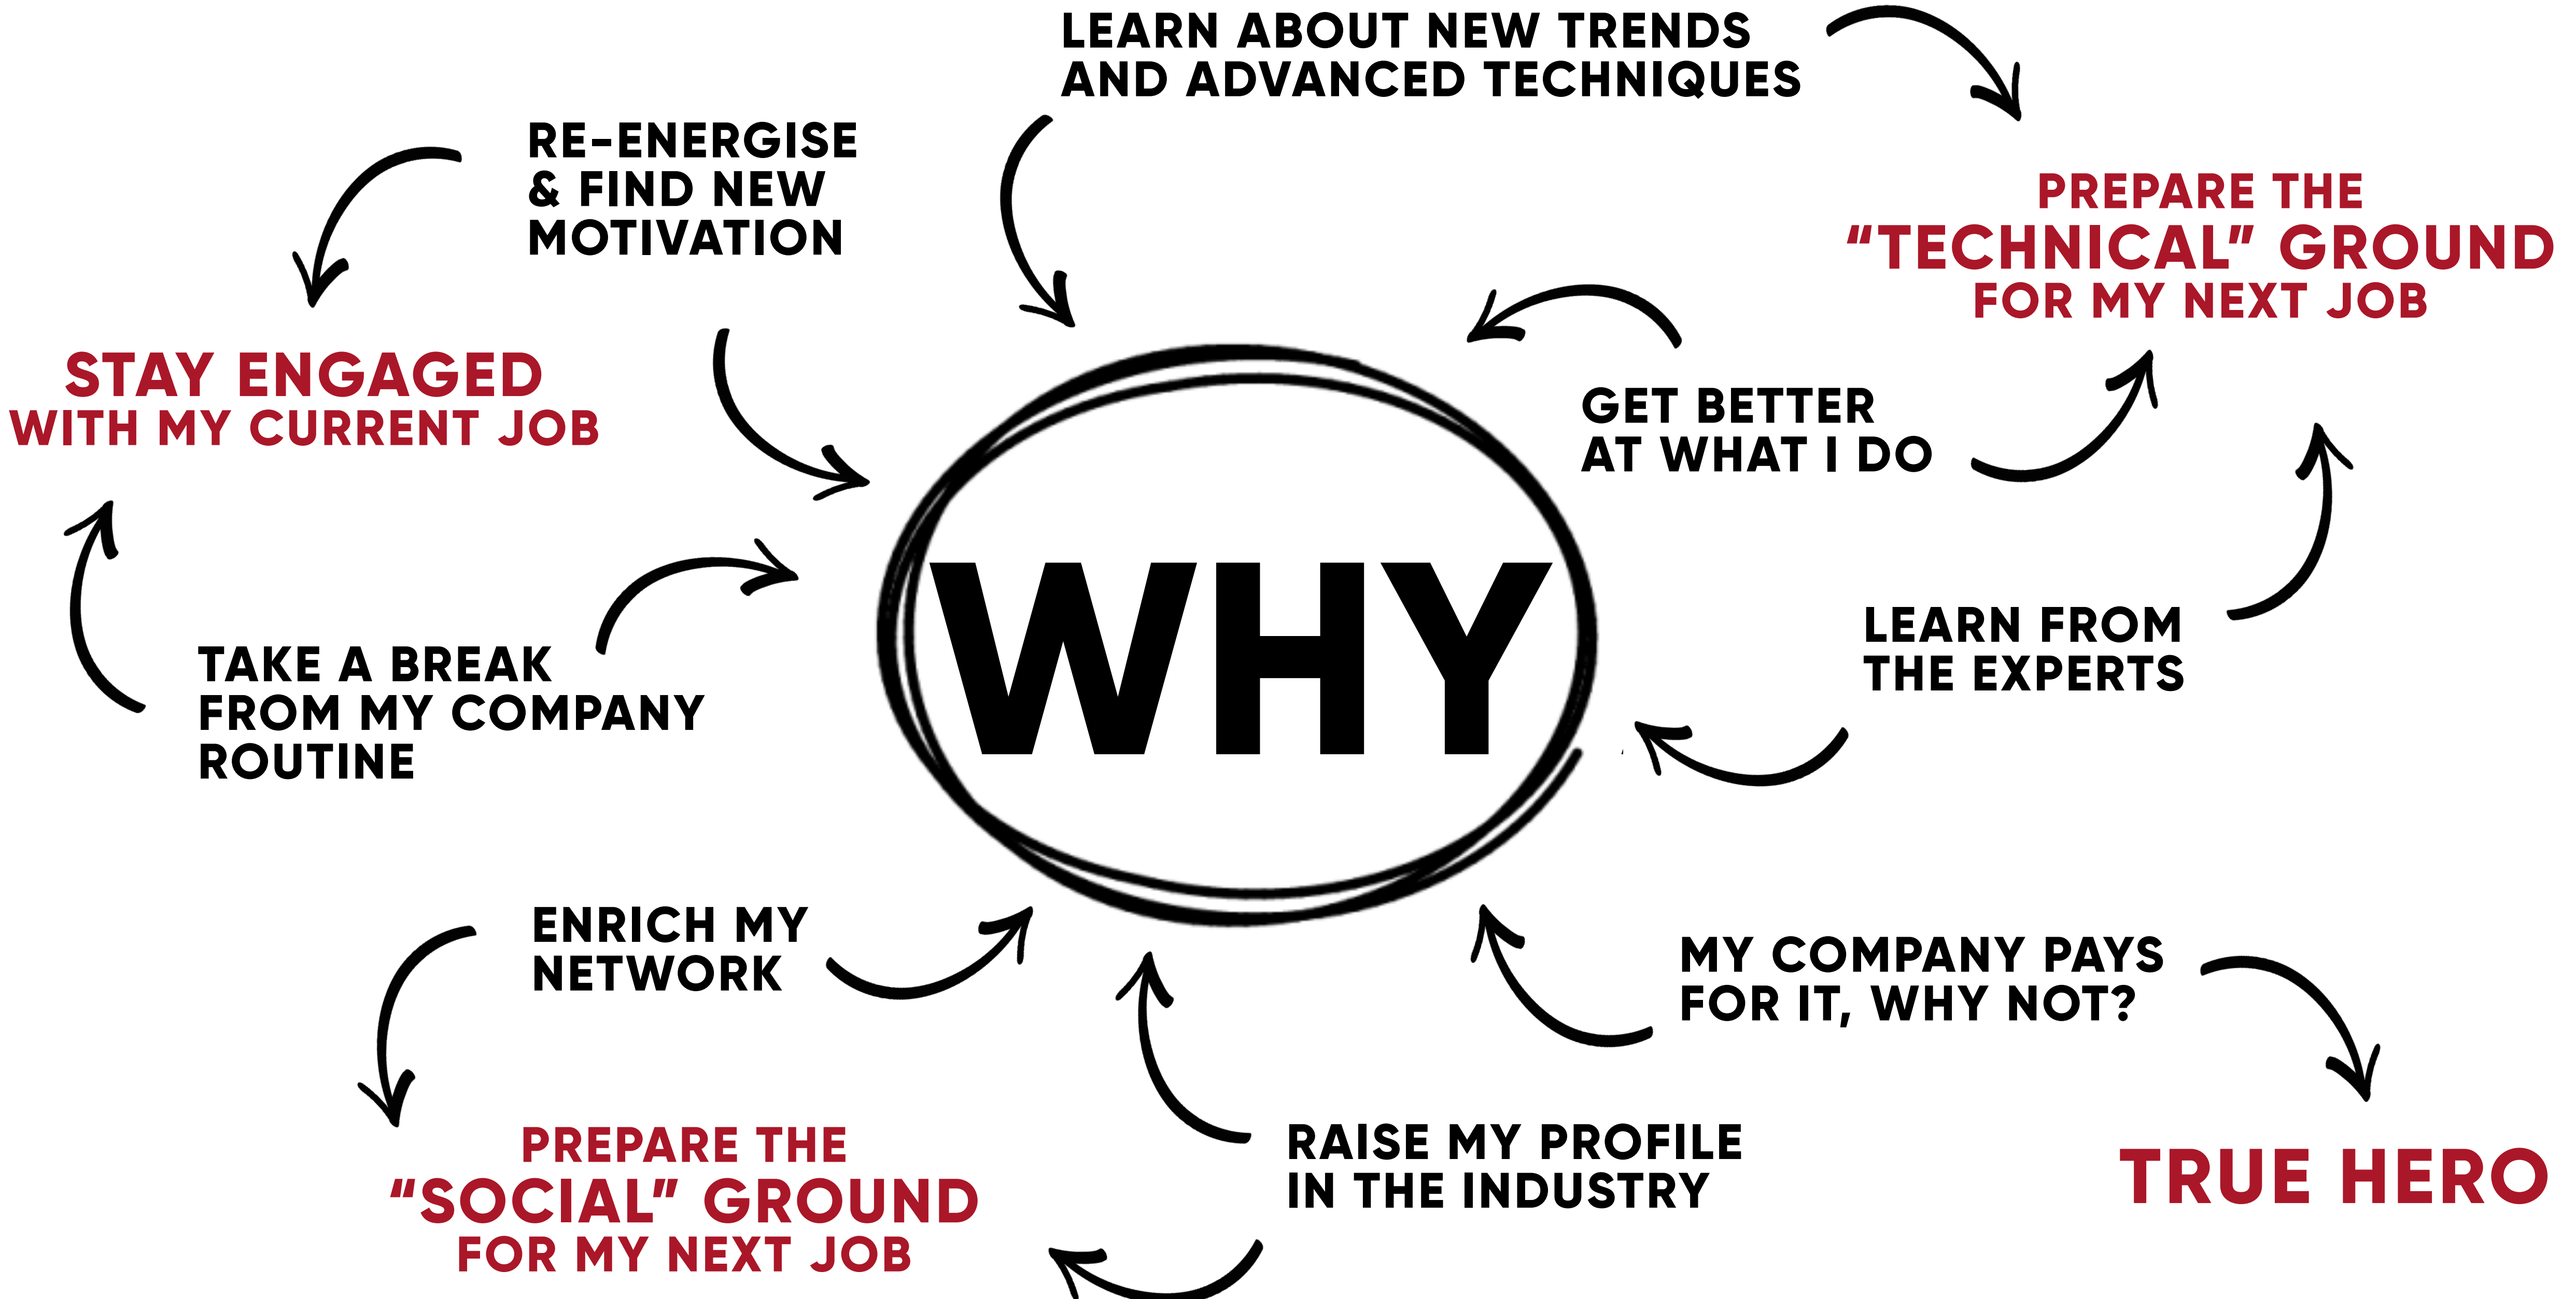 LEARN ABOUT NEW TRENDS
AND ADVANCED TECHNIQUES
RE-ENERGISE
& FIND NEW
MOTIVATION
PREPARE THE
“TECHNICAL” GROUND
FOR MY NEXT JOB
STAY ENGAGED
WITH MY CURRENT JOB
GET BETTER
AT WHAT I DO
WHY
LEARN FROM
THE EXPERTS
TAKE A BREAK
FROM MY COMPANY
ROUTINE
ENRICH MY
NETWORK
MY COMPANY PAYS
FOR IT, WHY NOT?
PREPARE THE
“SOCIAL” GROUND
FOR MY NEXT JOB
RAISE MY PROFILE
IN THE INDUSTRY
TRUE HERO